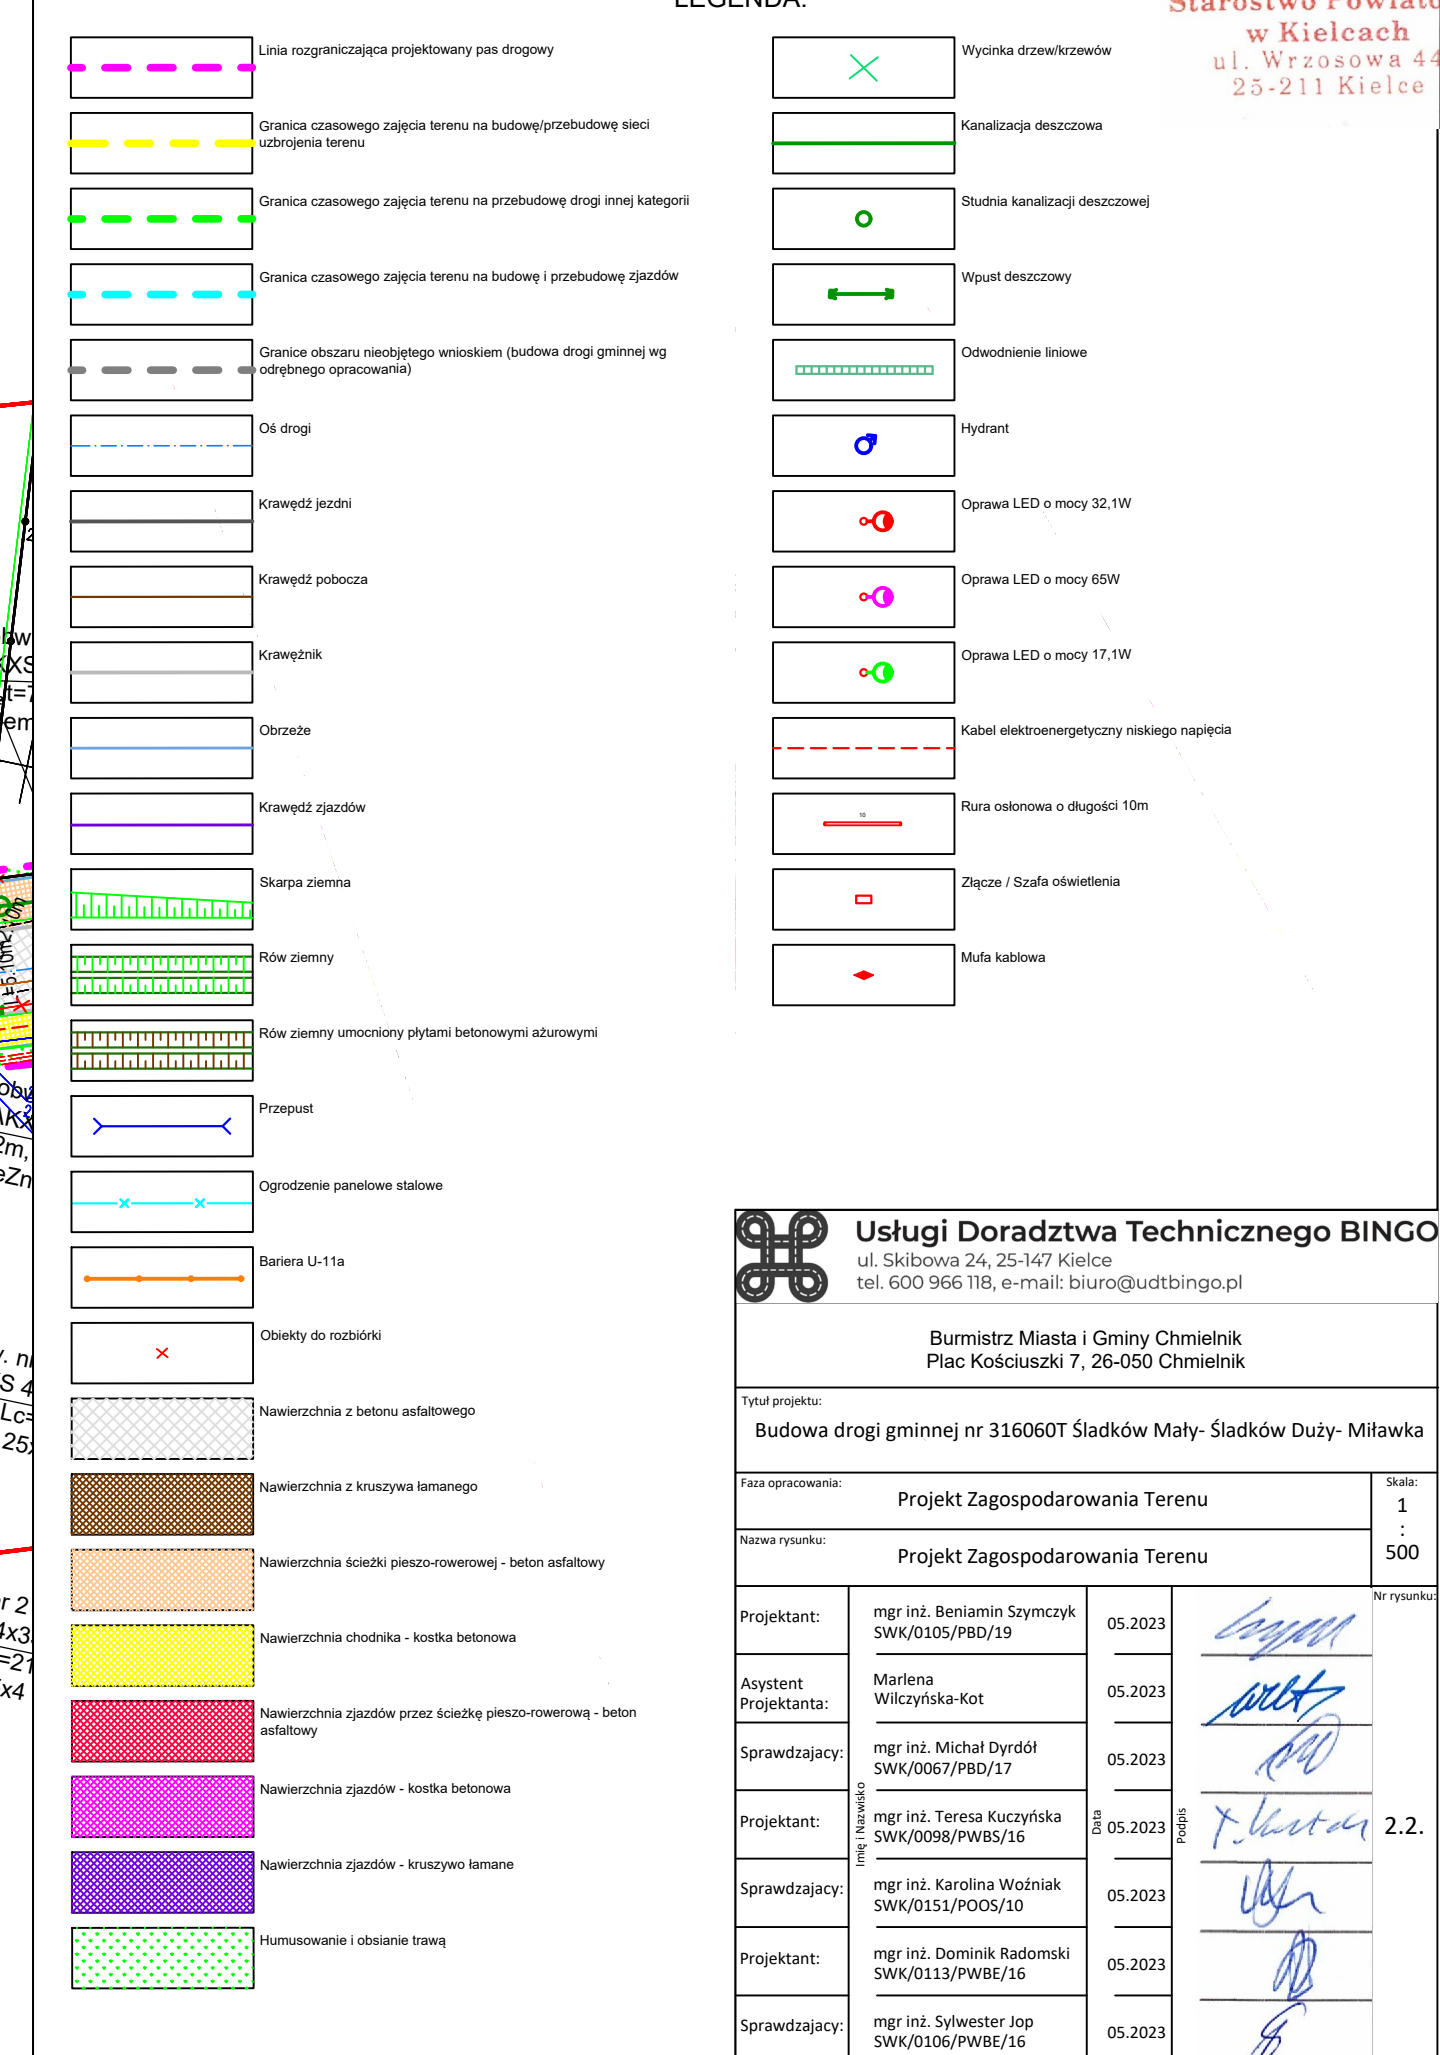 LEGENDA:
Linia rozgraniczająca projektowany pas drogowy
Granica czasowego zajęcia terenu na budowę/przebudowę sieci
uzbrojenia terenu
Granica czasowego zajęcia terenu na przebudowę drogi innej kategorii
Granica czasowego zajęcia terenu na budowę i przebudowę zjazdów
Granice obszaru nieobjętego wnioskiem (budowa drogi gminnej wg
odrębnego opracowania)
Oś drogi
Krawędź jezdni
Krawędź pobocza
Krawężnik
Obrzeże
Krawędź zjazdów
Skarpa ziemna
Rów ziemny
Rów ziemny umocniony płytami betonowymi ażurowymi
Przepust
Ogrodzenie panelowe stalowe
Bariera U-11a
Obiekty do rozbiórki
Nawierzchnia z betonu asfaltowego
Nawierzchnia z kruszywa łamanego
Nawierzchnia ścieżki pieszo-rowerowej - beton asfaltowy
Nawierzchnia chodnika - kostka betonowa
Nawierzchnia zjazdów przez ścieżkę pieszo-rowerową - beton
asfaltowy
Nawierzchnia zjazdów - kostka betonowa
Nawierzchnia zjazdów - kruszywo łamane
Humusowanie i obsianie trawą
Wycinka drzew/krzewów
Kanalizacja deszczowa
Studnia kanalizacji deszczowej
Wpust deszczowy
Odwodnienie liniowe
Hydrant
Oprawa LED o mocy 32,1W
Oprawa LED o mocy 65W
Oprawa LED o mocy 17,1W
Kabel elektroenergetyczny niskiego napięcia
10
Rura osłonowa o długości 10m
Złącze / Szafa oświetlenia
Mufa kablowa
w Kielcach
ul. Wrzosowa 44
25-211 Kielce
Usługi Doradztwa Technicznego BINGO
ul. Skibowa 24, 25-147 Kielce
tel. 600 966 118, e-mail: biuro@udtbingo.pl
Burmistrz Miasta i Gminy Chmielnik
Plac Kościuszki 7, 26-050 Chmielnik
Tytuł projektu:
Budowa drogi gminnej nr 316060T Śladków Mały- Śladków Duży- Miławka
Faza opracowania:
Projekt Zagospodarowania Terenu
Skala:
1
:
500
Nazwa rysunku:
Projekt Zagospodarowania Terenu
Nr rysunku:
2.2.
Imię i Nazwisko
Data
Podpis
Projektant:
mgr inż. Beniamin Szymczyk
SWK/0105/PBD/19
05.2023
Asystent
Projektanta:
Marlena
Wilczyńska-Kot
05.2023
Sprawdzajacy:
mgr inż. Michał Dyrdół
SWK/0067/PBD/17
05.2023
Projektant:
mgr inż. Teresa Kuczyńska
SWK/0098/PWBS/16
05.2023
Sprawdzajacy:
mgr inż. Karolina Woźniak
SWK/0151/POOS/10
05.2023
Projektant:
mgr inż. Dominik Radomski
SWK/0113/PWBE/16
05.2023
Sprawdzajacy:
mgr inż. Sylwester Jop
SWK/0106/PWBE/16
05.2023